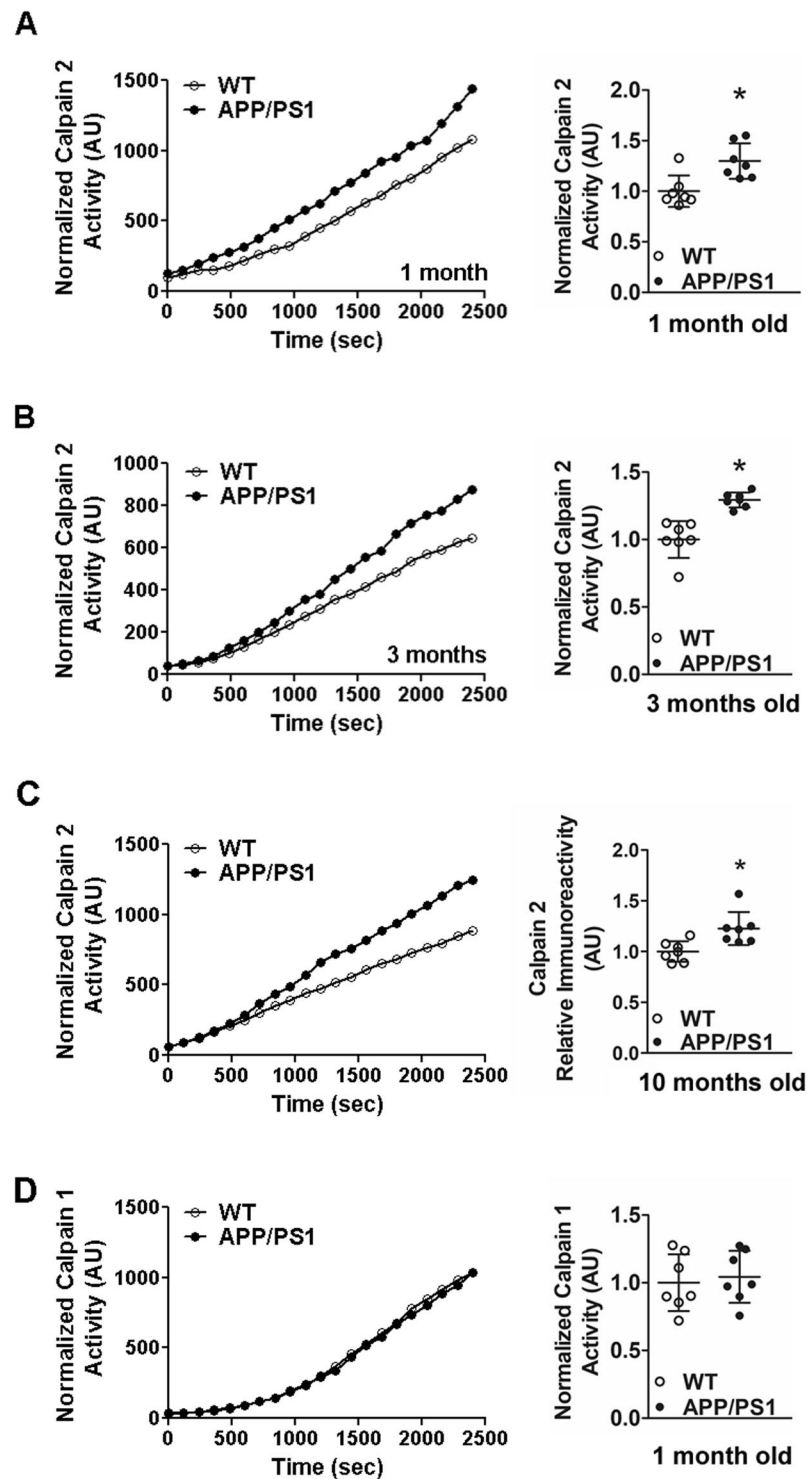 A
Normalized Calpain 2
Activity (AU)
1500
1000
500
0
WT
APP/PS1
1 month
0 500 1000 1500 2000 2500
Time (sec)
Normalized Calpain 2
Activity (AU)
2.0
1.5
1.0
0.5
0.0
*
WT
APP/PS1
1 month old
B
Normalized Calpain 2
Activity (AU)
1000
800
600
400
200
0
WT
APP/PS1
3 months
0 500 1000 1500 2000 2500
Time (sec)
Normalized Calpain 2
Activity (AU)
1.5
1.0
0.5
0.0
*
WT
APP/PS1
3 months old
C
Normalized Calpain 2
Activity (AU)
1500
1000
500
0
WT
APP/PS1
0 500 1000 1500 2000 2500
Time (sec)
Calpain 2
Relative Immunoreactivity
(AU)
2.0
1.5
1.0
0.5
0.0
*
WT
APP/PS1
10 months old
D
Normalized Calpain 1
Activity (AU)
1500
1000
500
0
WT
APP/PS1
0 500 1000 1500 2000 2500
Time (sec)
Normalized Calpain 1
Activity (AU)
1.5
1.0
0.5
0.0
WT
APP/PS1
1 month old